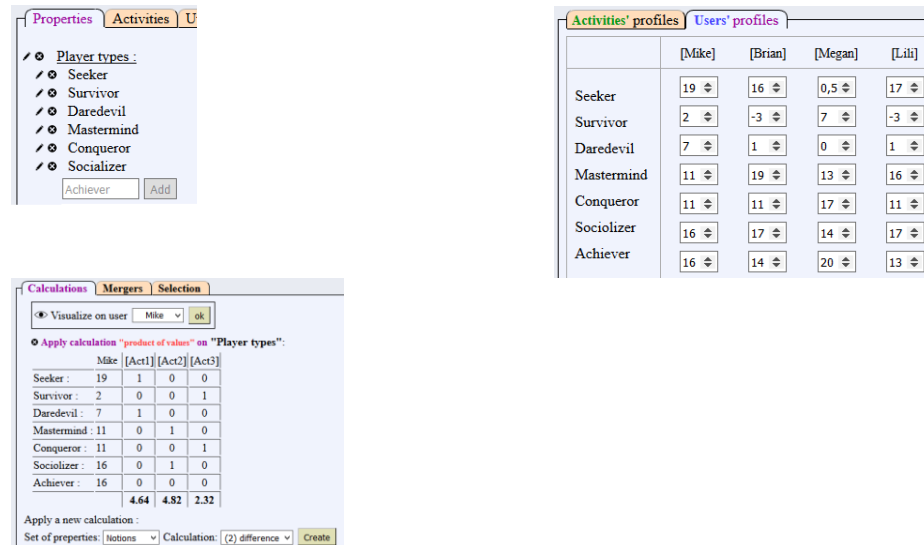 Properties Activities U
Player types :
Seeker
Survivor
Daredevil
Mastermind
Conqueror
Socializer
Achiever Add
Activities' profiles Users' profiles
[Mike] [Brian] [Megan] [Lili]
Seeker 19 16 0,5 17
Survivor 2 -3 7 -3
Daredevil 7 1 0 1
Mastermind 11 19 13 16
Conqueror 11 11 17 11
Sociolizer 16 17 14 17
Achiever 16 14 20 13
Calculations Mergers Selection
Visualize on user Mike ok
Apply calculation "product of values" on "Player types":
Mike [Act1] [Act2] [Act3]
Seeker : 19 1 0 0
Survivor : 2 0 0 1
Daredevil : 7 1 0 0
Mastermind : 11 0 1 0
Conqueror : 11 0 0 1
Sociolizer : 16 0 1 0
Achiever : 16 0 0 0
4.64 4.82 2.32
Apply a new calculation :
Set of preperties: Notions Calculation: (2) difference Create